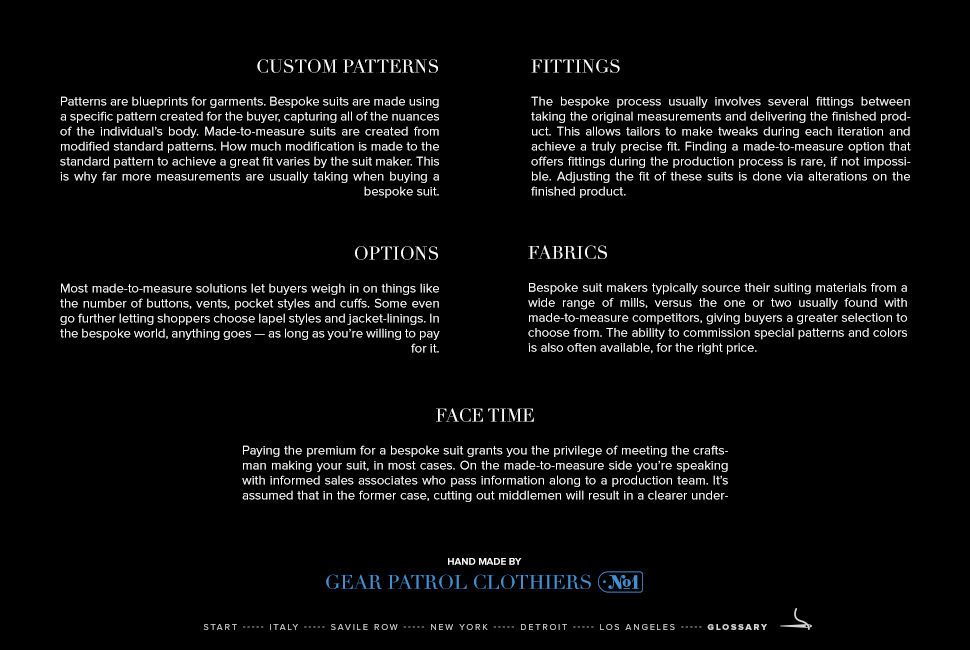 CUSTOM PATTERNS
Patterns are blueprints for garments. Bespoke suits are made using
a specific pattern created for the buyer, capturing all of the nuances
of the individual's body. Made-to-measure suits are created from
modified standard patterns. How much modification is made to the
standard pattern to achieve a great fit varies by the suit maker. This
is why far more measurements are usually taking when buying a
bespoke suit.
FITTINGS
The bespoke process usually involves several fittings between
taking the original measurements and delivering the finished prod-
uct. This allows tailors to make tweaks during each iteration and
achieve a truly precise fit. Finding a made-to-measure option that
offers fittings during the production process is rare, if not impossi-
ble. Adjusting the fit of these suits is done via alterations on the
finished product.
OPTIONS
Most made-to-measure solutions let buyers weigh in on things like
the number of buttons, vents, pocket styles and cuffs. Some even
go further letting shoppers choose lapel styles and jacket-linings. In
the bespoke world, anything goes — as long as you're willing to pay
for it.
FABRICS
Bespoke suit makers typically source their suiting materials from a
wide range of mills, versus the one or two usually found with
made-to-measure competitors, giving buyers a greater selection to
choose from. The ability to commission special patterns and colors
is also often available, for the right price.
FACE TIME
Paying the premium for a bespoke suit grants you the privilege of meeting the crafts-
man making your suit, in most cases. On the made-to-measure side you're speaking
with informed sales associates who pass information along to a production team. It's
assumed that in the former case, cutting out middlemen will result in a clearer under-
HAND MADE BY
GEAR PATROL CLOTHIERS No1
START ----- ITALY ----- SAVILE ROW ----- NEW YORK ----- DETROIT ----- LOS ANGELES ----- GLOSSARY